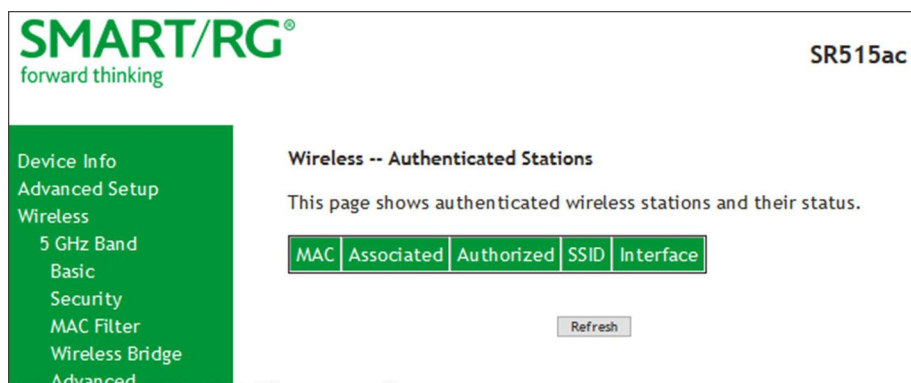 SMART/RG®
forward thinking
SR515ac
Device Info
Advanced Setup
Wireless
5 GHz Band
Basic
Security
MAC Filter
Wireless Bridge
Advanced
Wireless -- Authenticated Stations
This page shows authenticated wireless stations and their status.
MAC Associated Authorized SSID Interface
Refresh